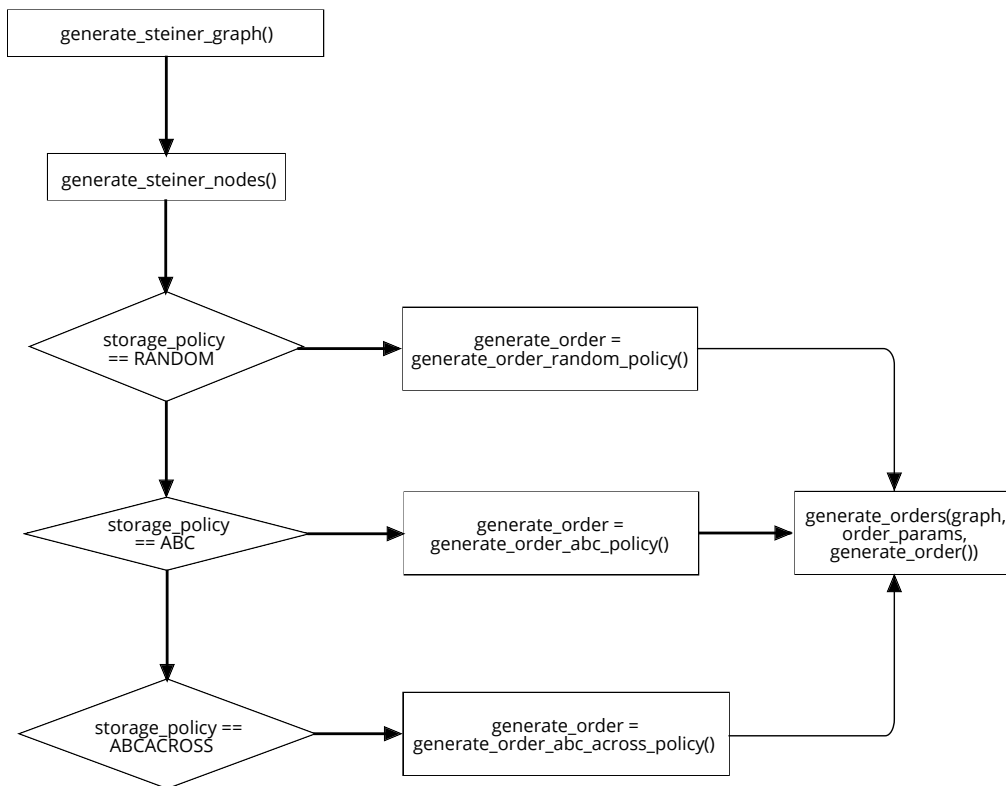 generate_steiner_graph()
generate_steiner_nodes()
storage_policy
== RANDOM
generate_order =
generate_order_random_policy()
storage_policy
== ABC
generate_order =
generate_order_abc_policy()
generate_orders(graph,
order_params,
generate_order())
storage_policy ==
ABCACROSS
generate_order =
generate_order_abc_across_policy()